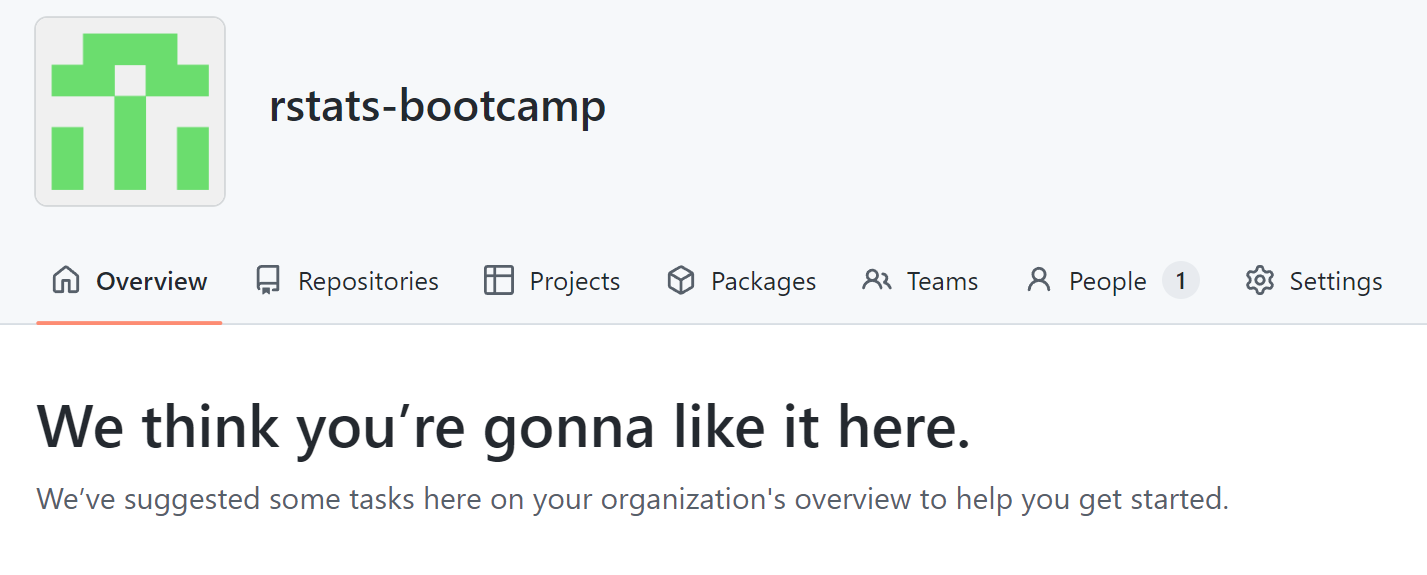 rstats-bootcamp
Overview Repositories Projects Packages Teams People 1 Settings
We think you’re gonna like it here.
We’ve suggested some tasks here on your organization's overview to help you get started.